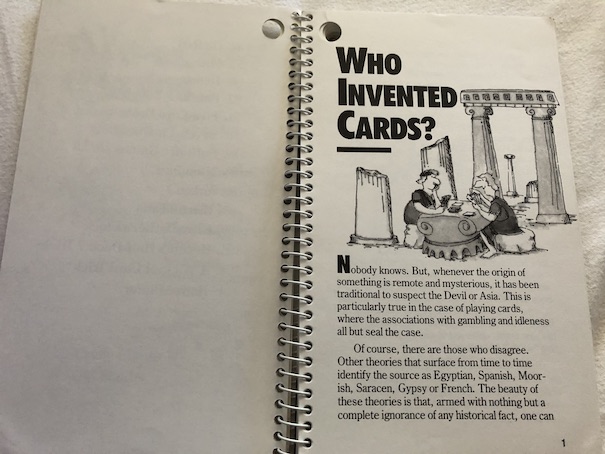 WHO
INVENTED
CARDS?
Nobody knows. But, whenever the origin of
something is remote and mysterious, it has been
traditional to suspect the Devil or Asia. This is
particularly true in the case of playing cards,
where the associations with gambling and idleness
all but seal the case.
Of course, there are those who disagree.
Other theories that surface from time to time
identify the source as Egyptian, Spanish, Moor-
ish, Saracen, Gypsy or French. The beauty of
these theories is that, armed with nothing but a
complete ignorance of any historical fact, one can
1